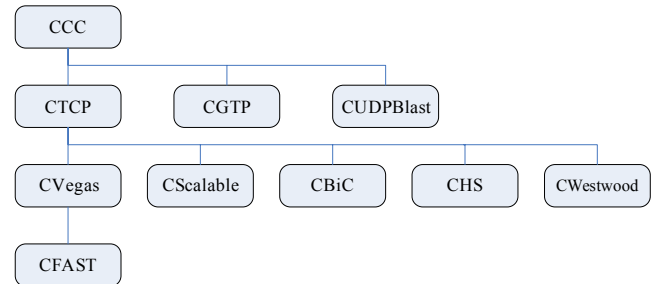 CCC
CTCP
CGTP
CUDPBlast
CVegas
CScalable
CBiC
CHS
CWestwood
CFAST